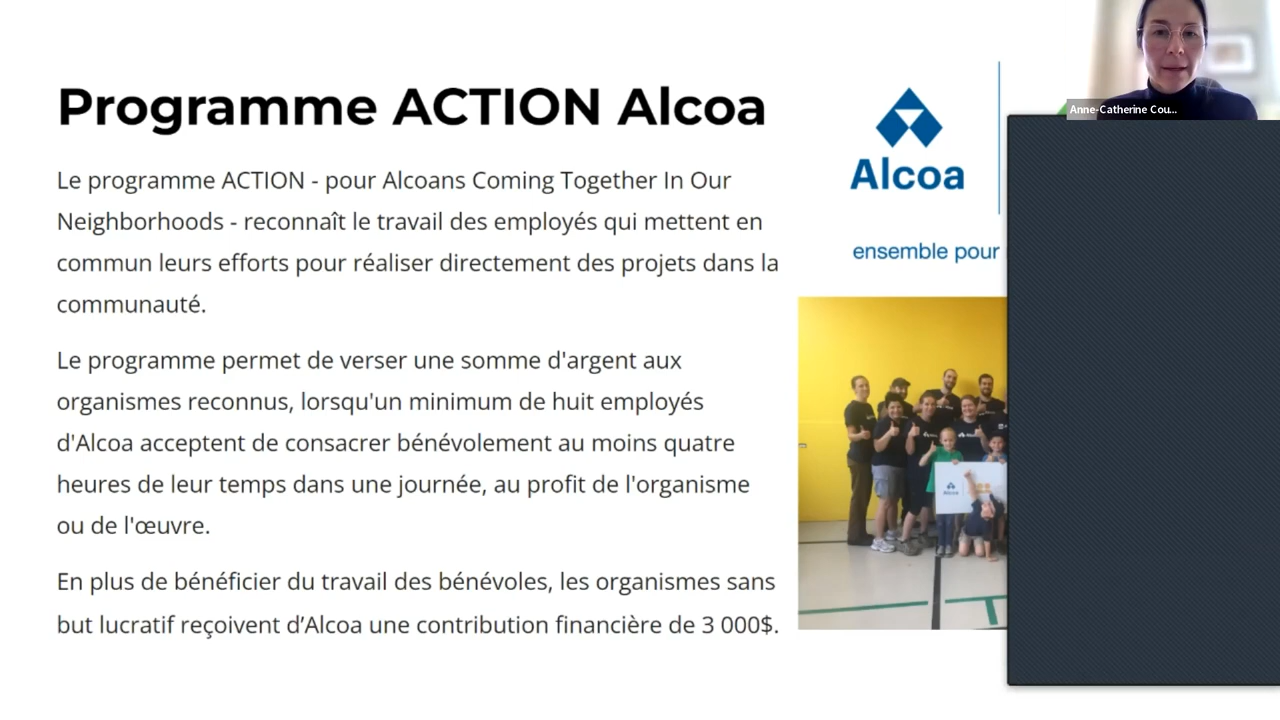 Programme ACTION Alcoa
Le programme ACTION - pour Alcoans Coming Together In Our
Neighborhoods - reconnaît le travail des employés qui mettent en
commun leurs efforts pour réaliser directement des projets dans la
communauté.
Le programme permet de verser une somme d'argent aux
organismes reconnus, lorsqu'un minimum de huit employés
d'Alcoa acceptent de consacrer bénévolement au moins quatre
heures de leur temps dans une journée, au profit de l'organisme
ou de l'œuvre.
En plus de bénéficier du travail des bénévoles, les organismes sans
but lucratif reçoivent d’Alcoa une contribution financière de 3 000$.
Alcoa
ensemble pour
Anne-Catherine Cou...
Alcoa